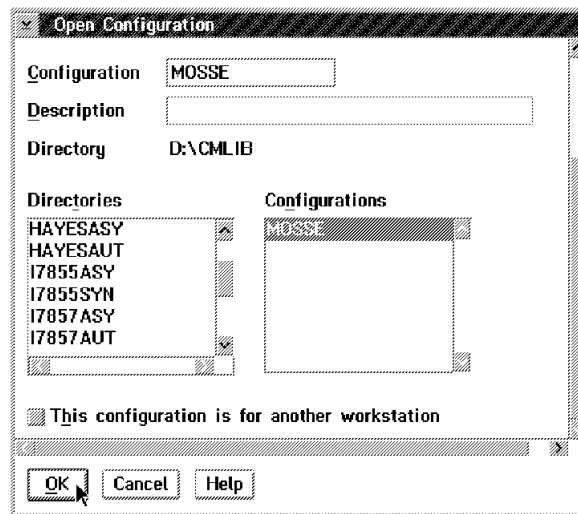 Open Configuration
Configuration MOSSE
Description
Directory D:\CMLIB
Directories Configurations
HAYESASY MOSSE
HAYESAUT
I7855ASY
I7855SYN
I7857ASY
I7857AUT
This configuration is for another workstation
OK Cancel Help